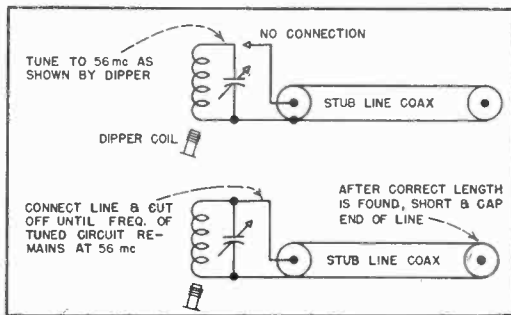 TUNE TO 56 mc AS
SHOWN BY DIPPER
NO CONNECTION
STUB LINE COAX
DIPPER COIL
CONNECT LINE & CUT
OFF UNTIL FREQ. OF
TUNED CIRCUIT RE-
MAINS AT 56 mc
AFTER CORRECT LENGTH
IS FOUND, SHORT & CAP
END OF LINE
STUB LINE COAX